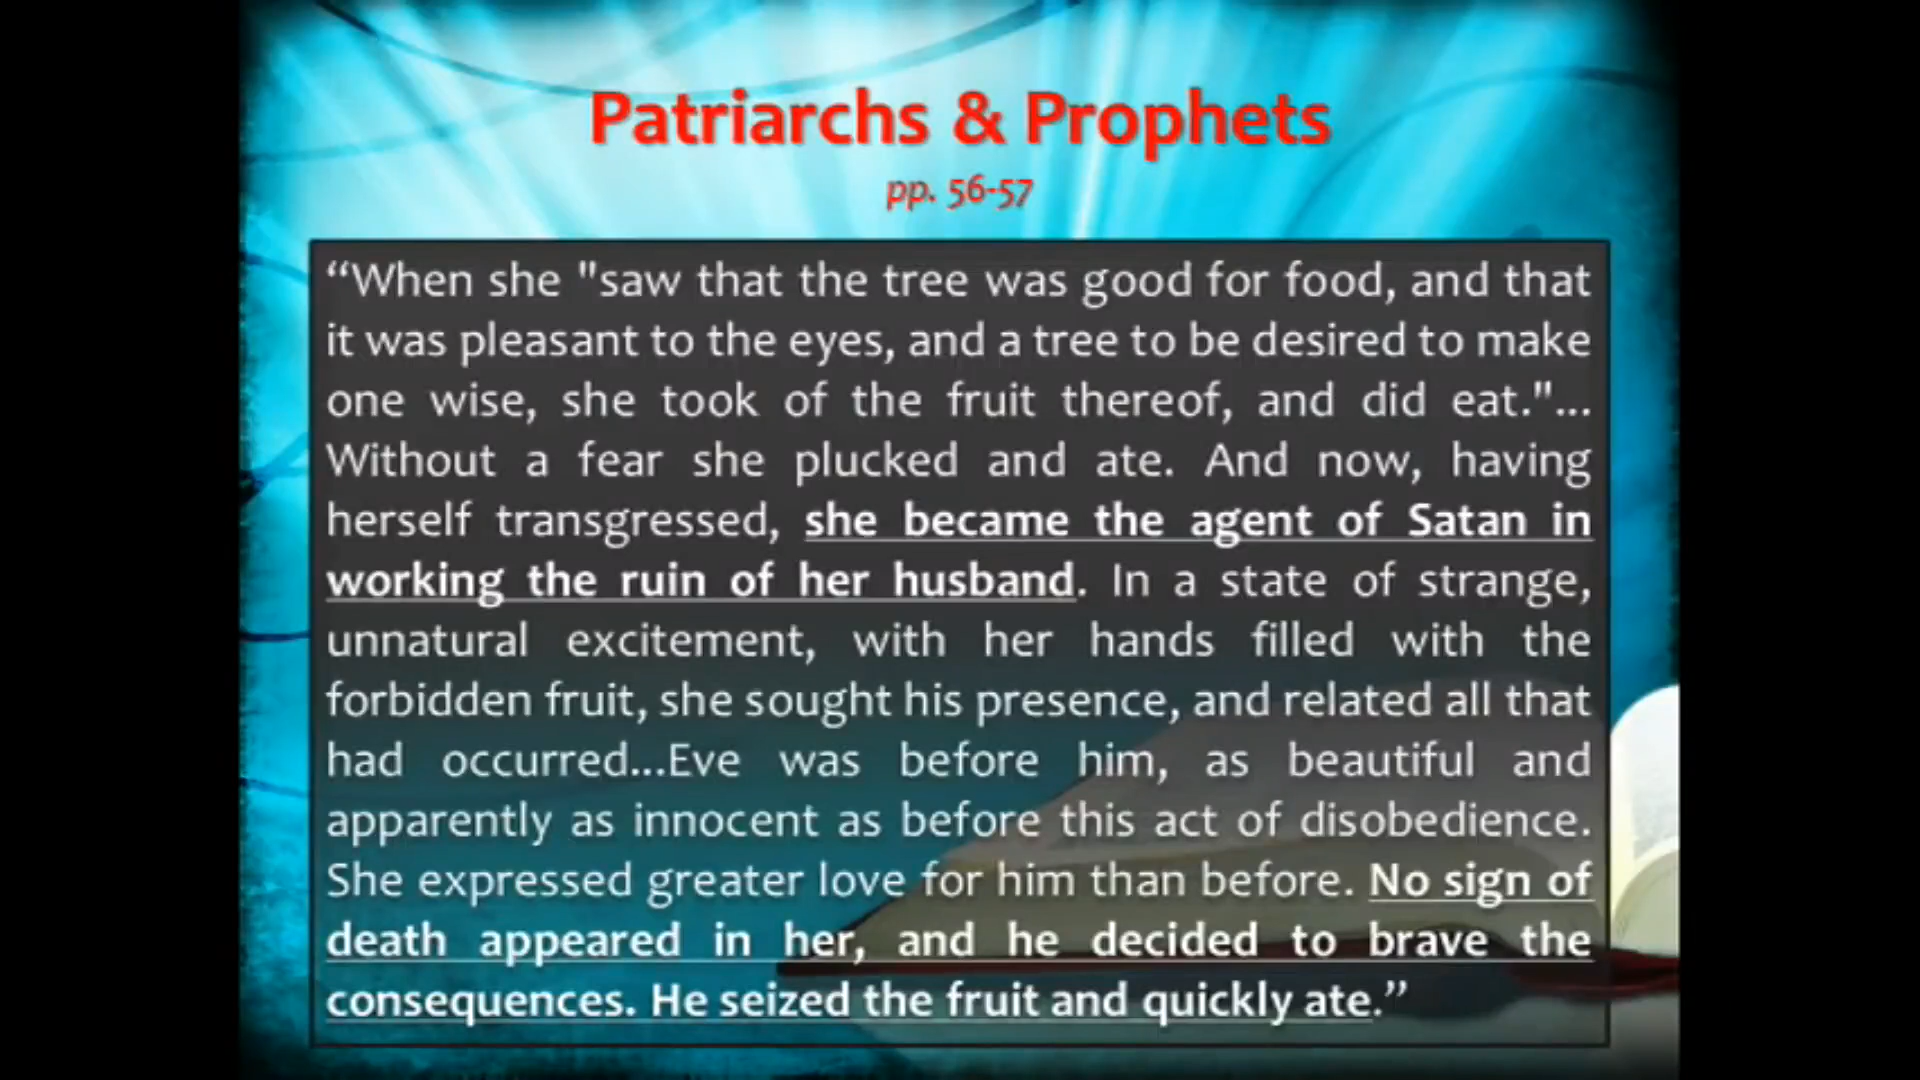 Patriarchs & Prophets
pp. 56-57
“When she "saw that the tree was good for food, and that
it was pleasant to the eyes, and a tree to be desired to make
one wise, she took of the fruit thereof, and did eat."...
Without a fear she plucked and ate. And now, having
herself transgressed, she became the agent of Satan in
working the ruin of her husband. In a state of strange,
unnatural excitement, with her hands filled with the
forbidden fruit, she sought his presence, and related all that
had occurred...Eve was before him, as beautiful and
apparently as innocent as before this act of disobedience.
She expressed greater love for him than before. No sign of
death appeared in her, and he decided to brave the
consequences. He seized the fruit and quickly ate.”